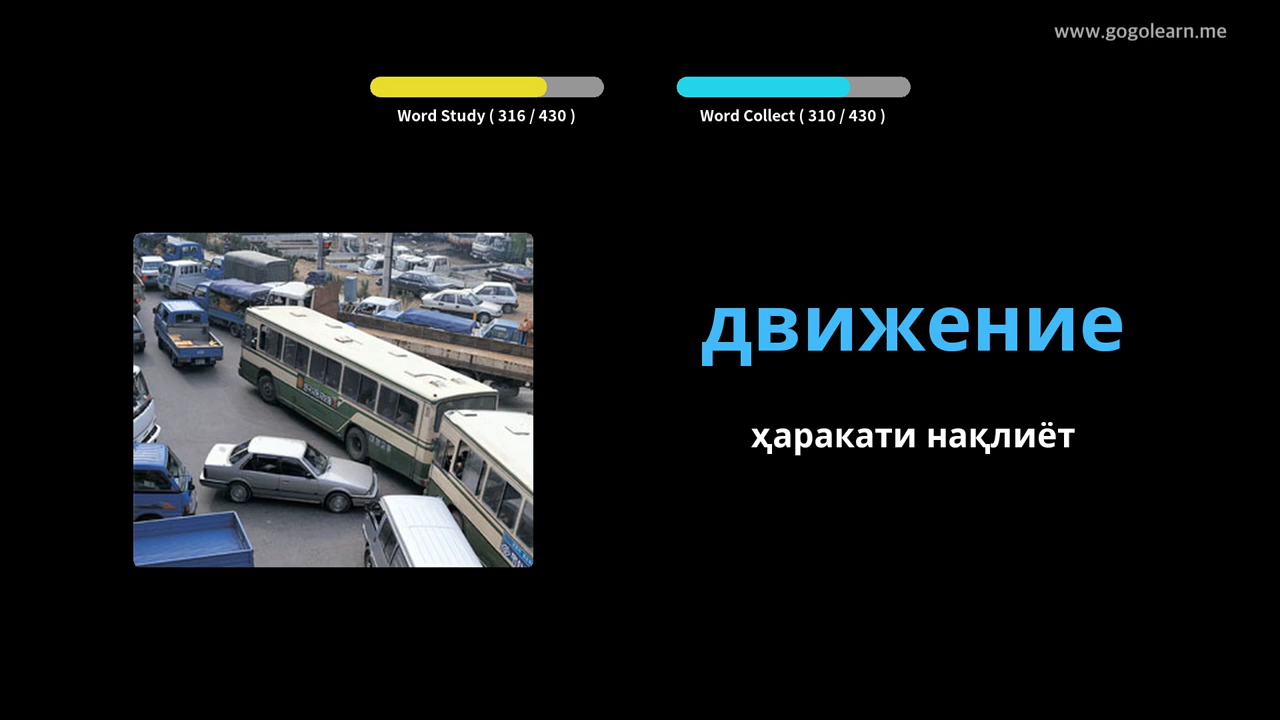 www.gogolearn.me
Word Study ( 316 / 430 )
Word Collect ( 310 / 430 )
движение
ҳаракати нақлиёт